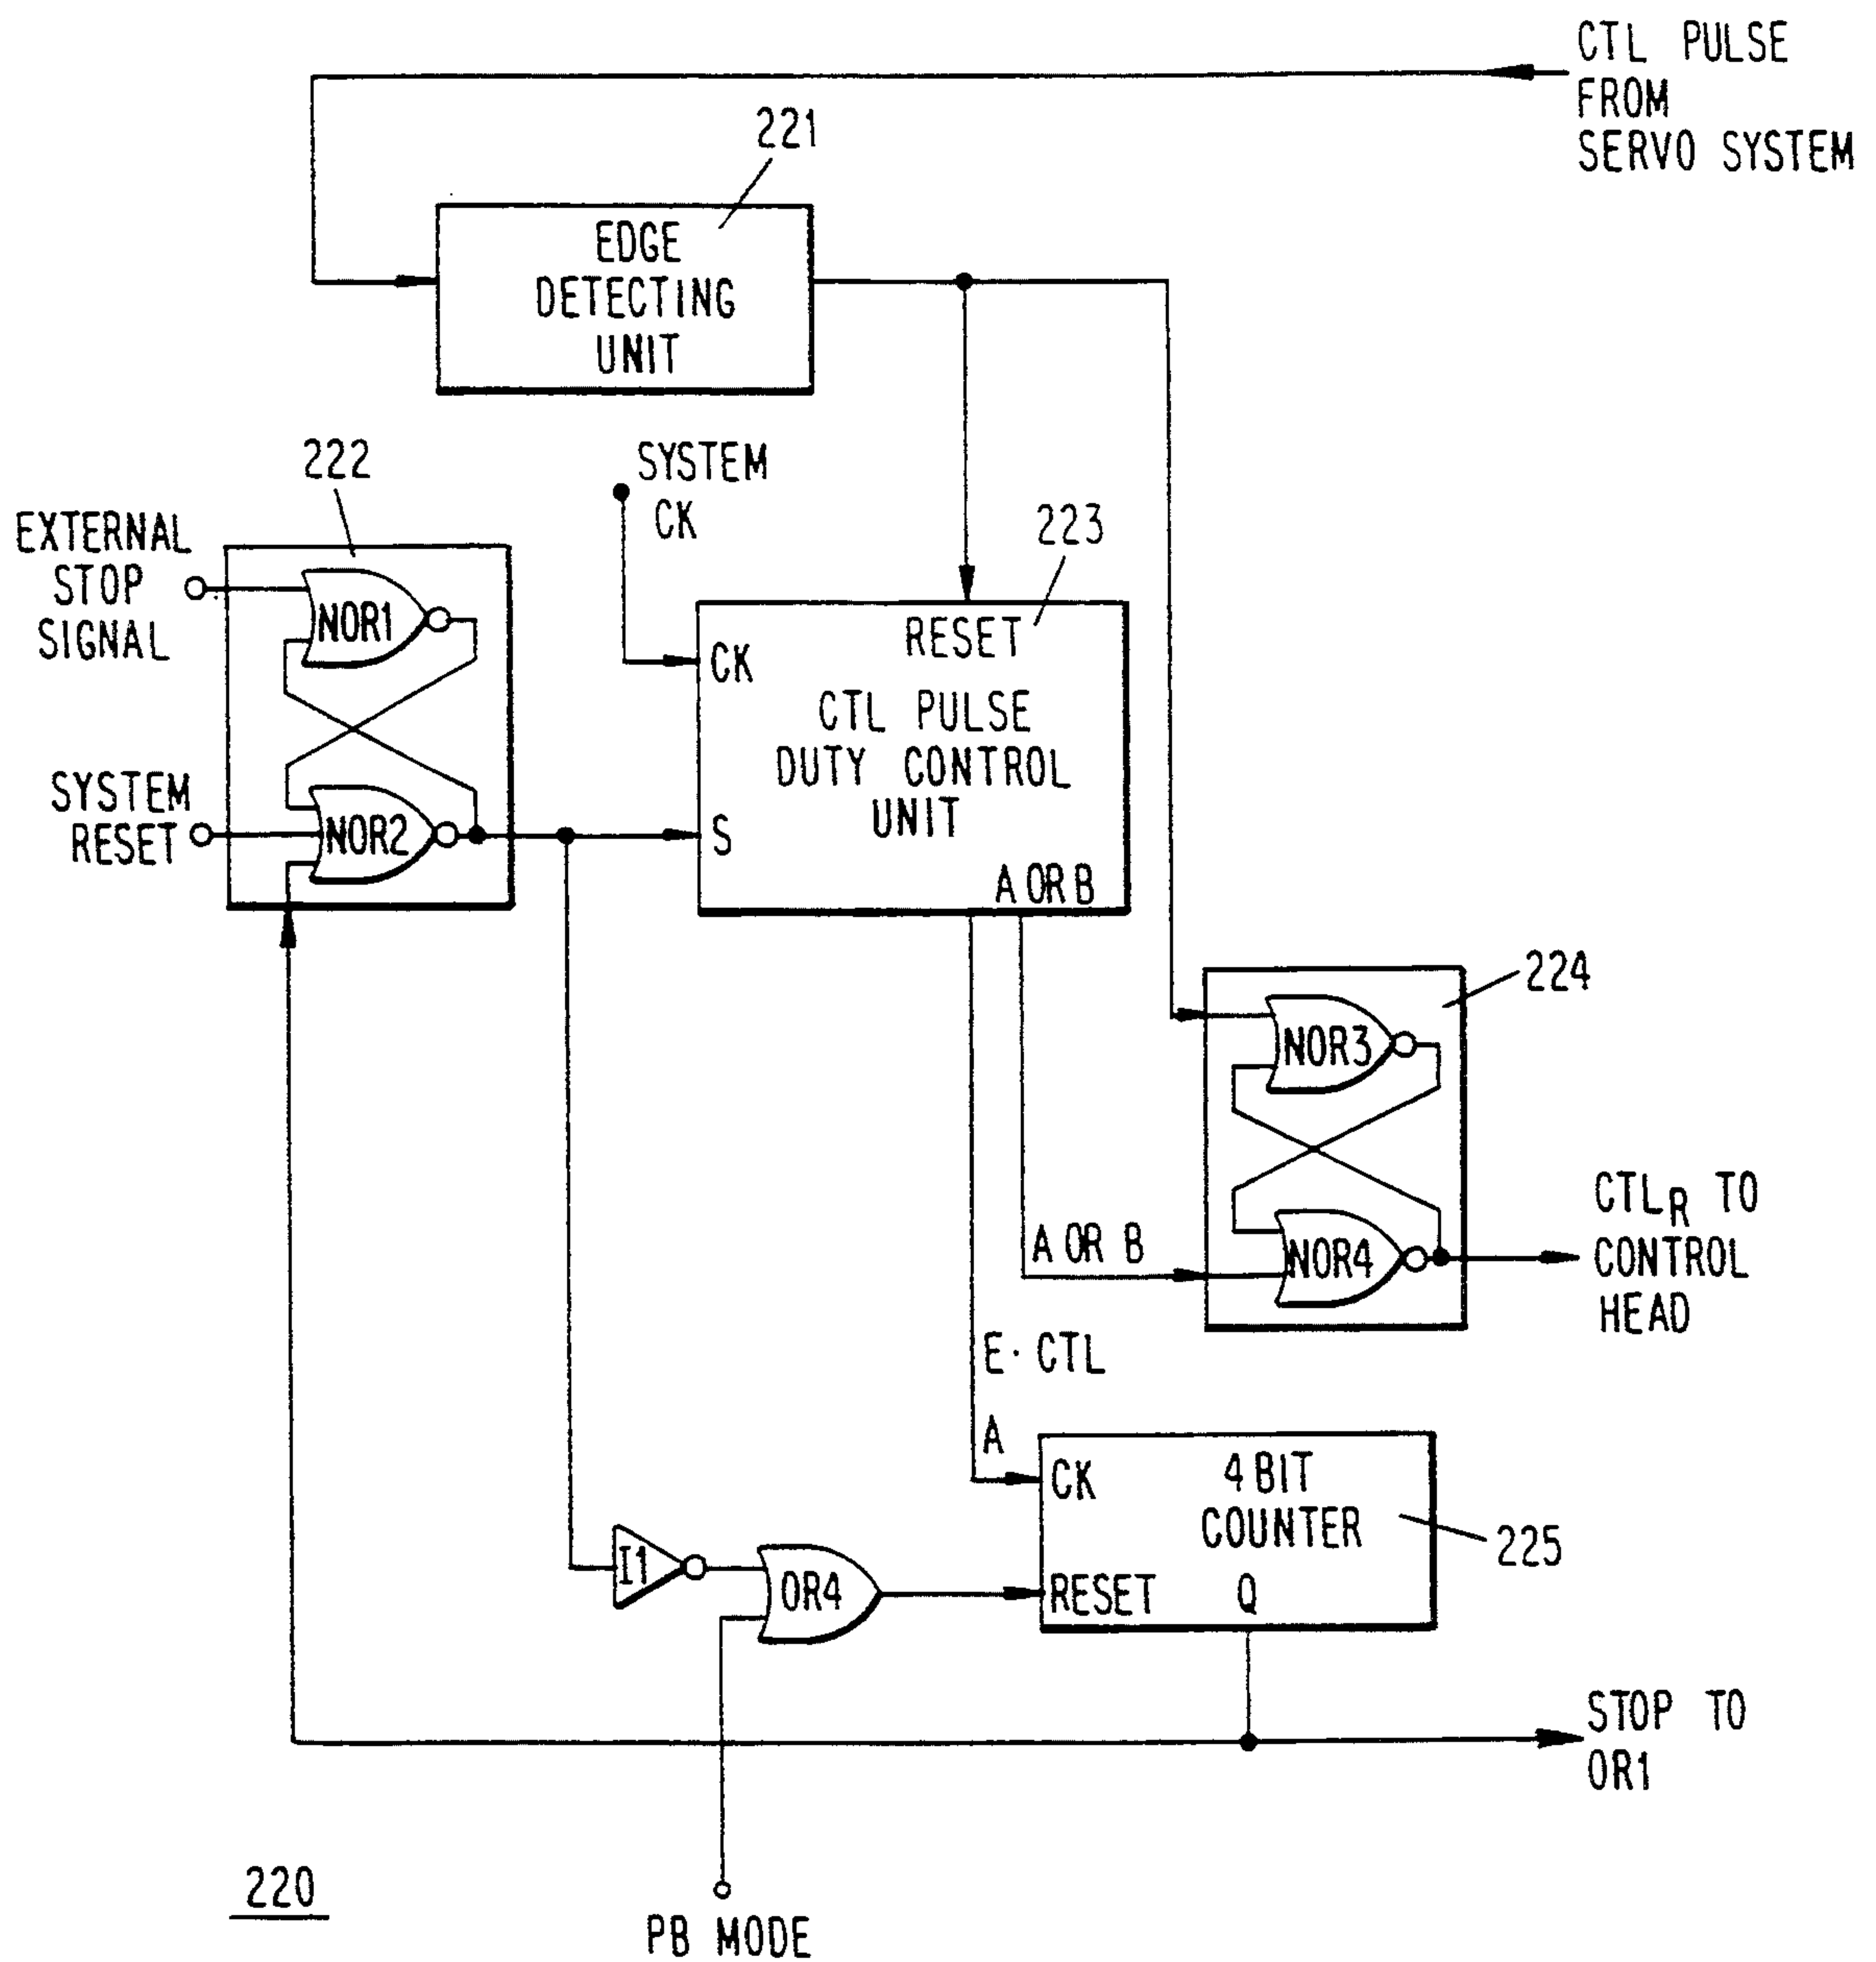 CTL PULSE
FROM
SERVO SYSTEM
221
EDGE
DETECTING
UNIT
222
SYSTEM
CK
EXTERNAL
STOP
SIGNAL
NOR1
223
RESET
CK
CTL PULSE
DUTY CONTROL
UNIT
S
A OR B
SYSTEM
RESET
NOR2
224
NOR3
NOR4
A OR B
CTLR TO
CONTROL
HEAD
E· CTL
A
CK
4 BIT
COUNTER
225
RESET
Q
I1
OR4
STOP TO
OR1
220
PB MODE